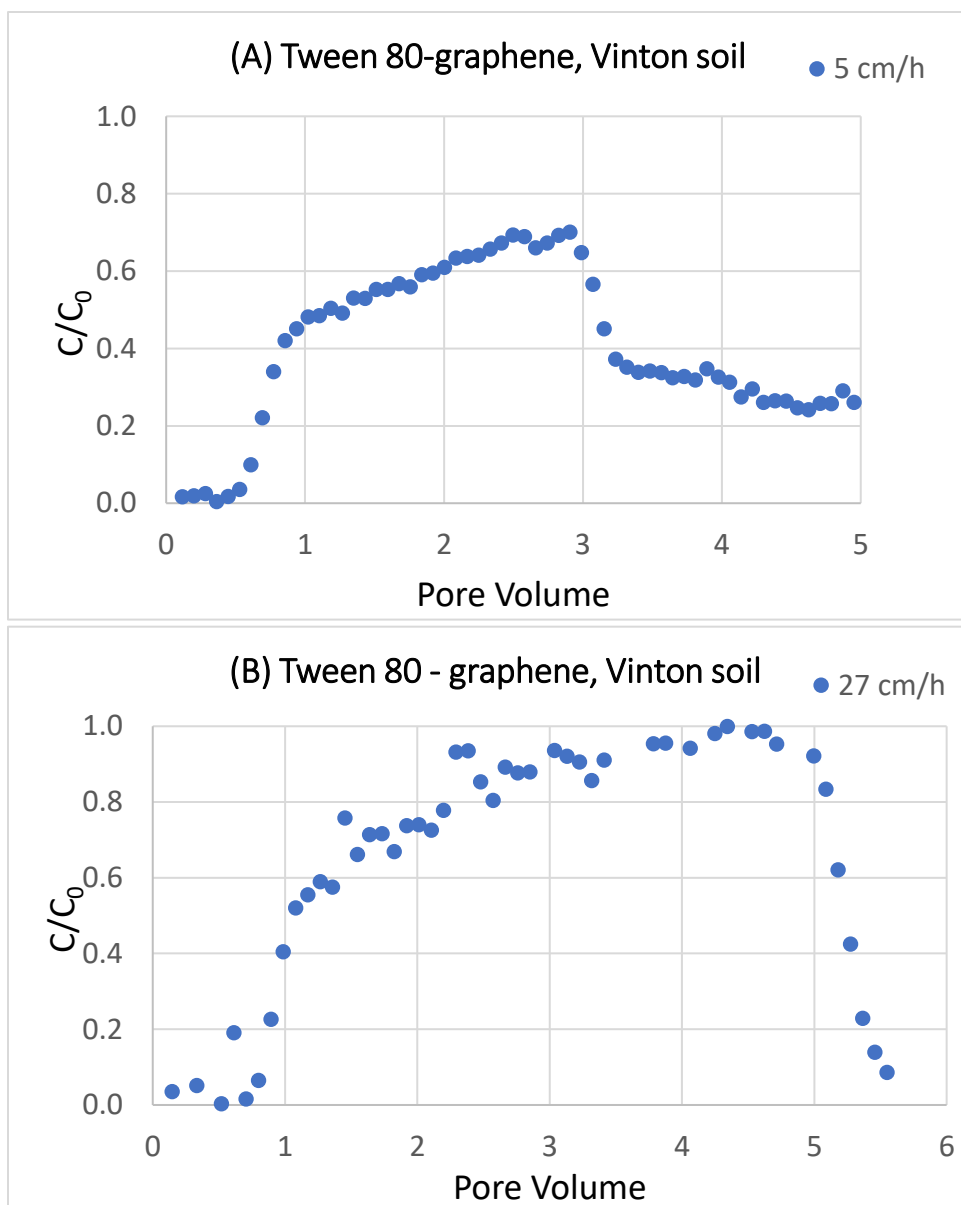 (A) Tween 80-graphene, Vinton soil
5 cm/h
1.0
0.8
0.6
0.4
0.2
0.0
C/C0
0 1 2 3 4 5
Pore Volume
(B) Tween 80 - graphene, Vinton soil
27 cm/h
1.0
0.8
0.6
0.4
0.2
0.0
C/C0
0 1 2 3 4 5 6
Pore Volume